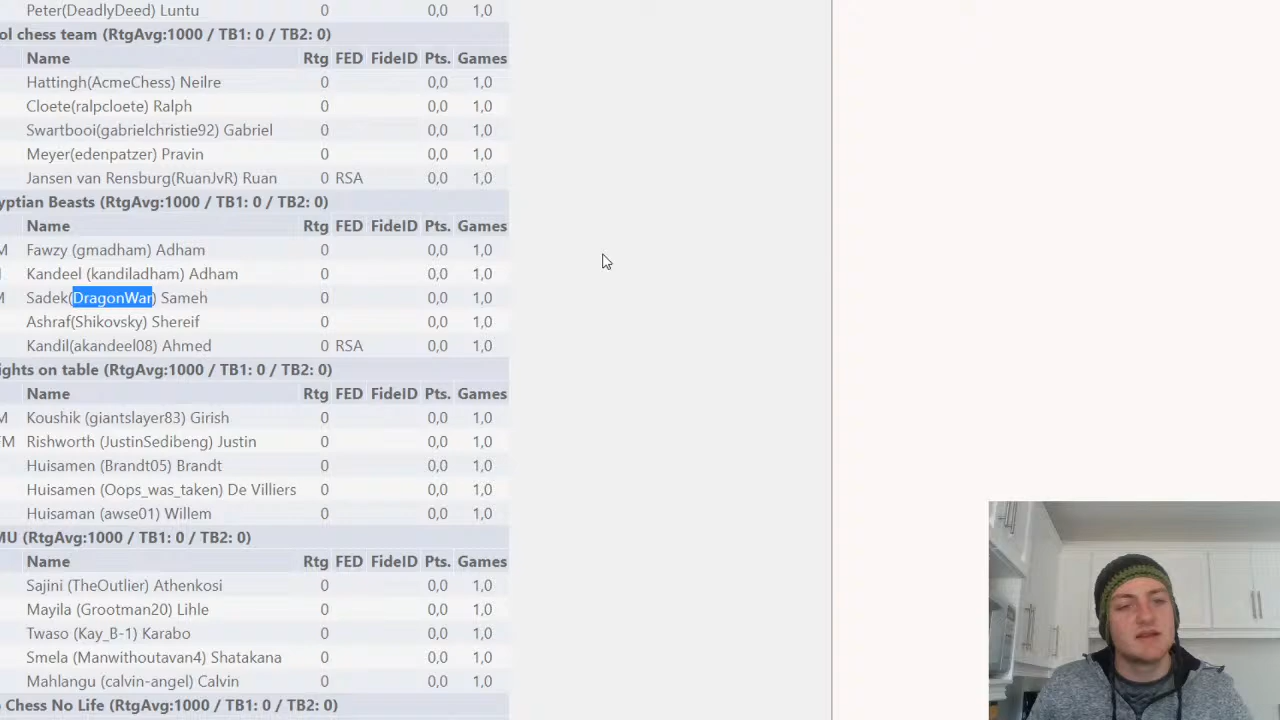 Peter(DeadlyDeed) Luntu 0 0,0 1,0
ol chess team (RtgAvg:1000 / TB1: 0 / TB2: 0)
Name Rtg FED FideID Pts. Games
Hattingh(AcmeChess) Neilre 0 0,0 1,0
Cloete(ralpcloete) Ralph 0 0,0 1,0
Swartbooi(gabrielchristie92) Gabriel 0 0,0 1,0
Meyer(edenpatzer) Pravin 0 0,0 1,0
Jansen van Rensburg(RuanJvR) Ruan 0 RSA 0,0 1,0
yptian Beasts (RtgAvg:1000 / TB1: 0 / TB2: 0)
Name Rtg FED FideID Pts. Games
M Fawzy (gmadham) Adham 0 0,0 1,0
Kandeel (kandiladham) Adham 0 0,0 1,0
M Sadek(DragonWar) Sameh 0 0,0 1,0
Ashraf(Shikovsky) Shereif 0 0,0 1,0
Kandil(akandeel08) Ahmed 0 RSA 0,0 1,0
ights on table (RtgAvg:1000 / TB1: 0 / TB2: 0)
Name Rtg FED FideID Pts. Games
M Koushik (giantslayer83) Girish 0 0,0 1,0
FM Rishworth (JustinSedibeng) Justin 0 0,0 1,0
Huisamen (Brandt05) Brandt 0 0,0 1,0
Huisamen (Oops_was_taken) De Villiers 0 0,0 1,0
Huisaman (awse01) Willem 0 0,0 1,0
MU (RtgAvg:1000 / TB1: 0 / TB2: 0)
Name Rtg FED FideID Pts. Games
Sajini (TheOutlier) Athenkosi 0 0,0 1,0
Mayila (Grootman20) Lihle 0 0,0 1,0
Twaso (Kay_B-1) Karabo 0 0,0 1,0
Smela (Manwithoutavan4) Shatakana 0 0,0 1,0
Mahlangu (calvin-angel) Calvin 0 0,0 1,0
Chess No Life (RtgAvg:1000 / TB1: 0 / TB2: 0)